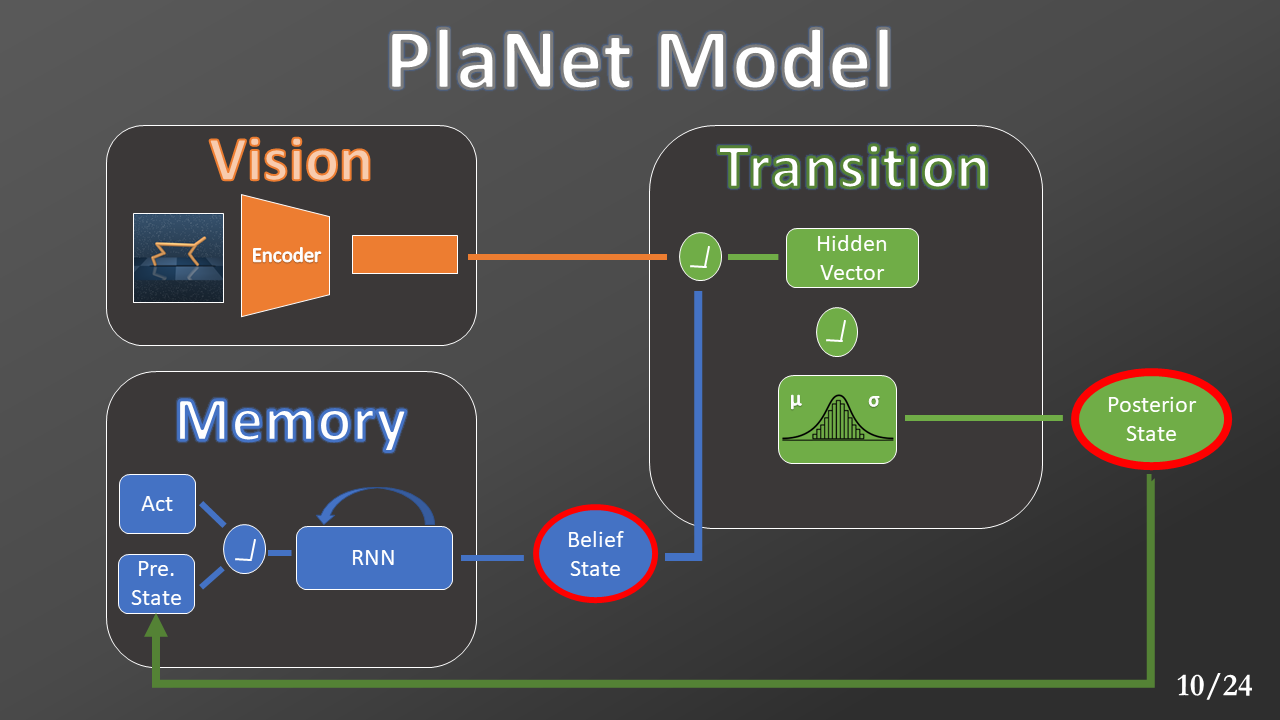 PlaNet Model
Vision
Encoder
Transition
Hidden
Vector
μ
σ
Posterior
State
Memory
Act
Pre.
State
RNN
Belief
State
10/24